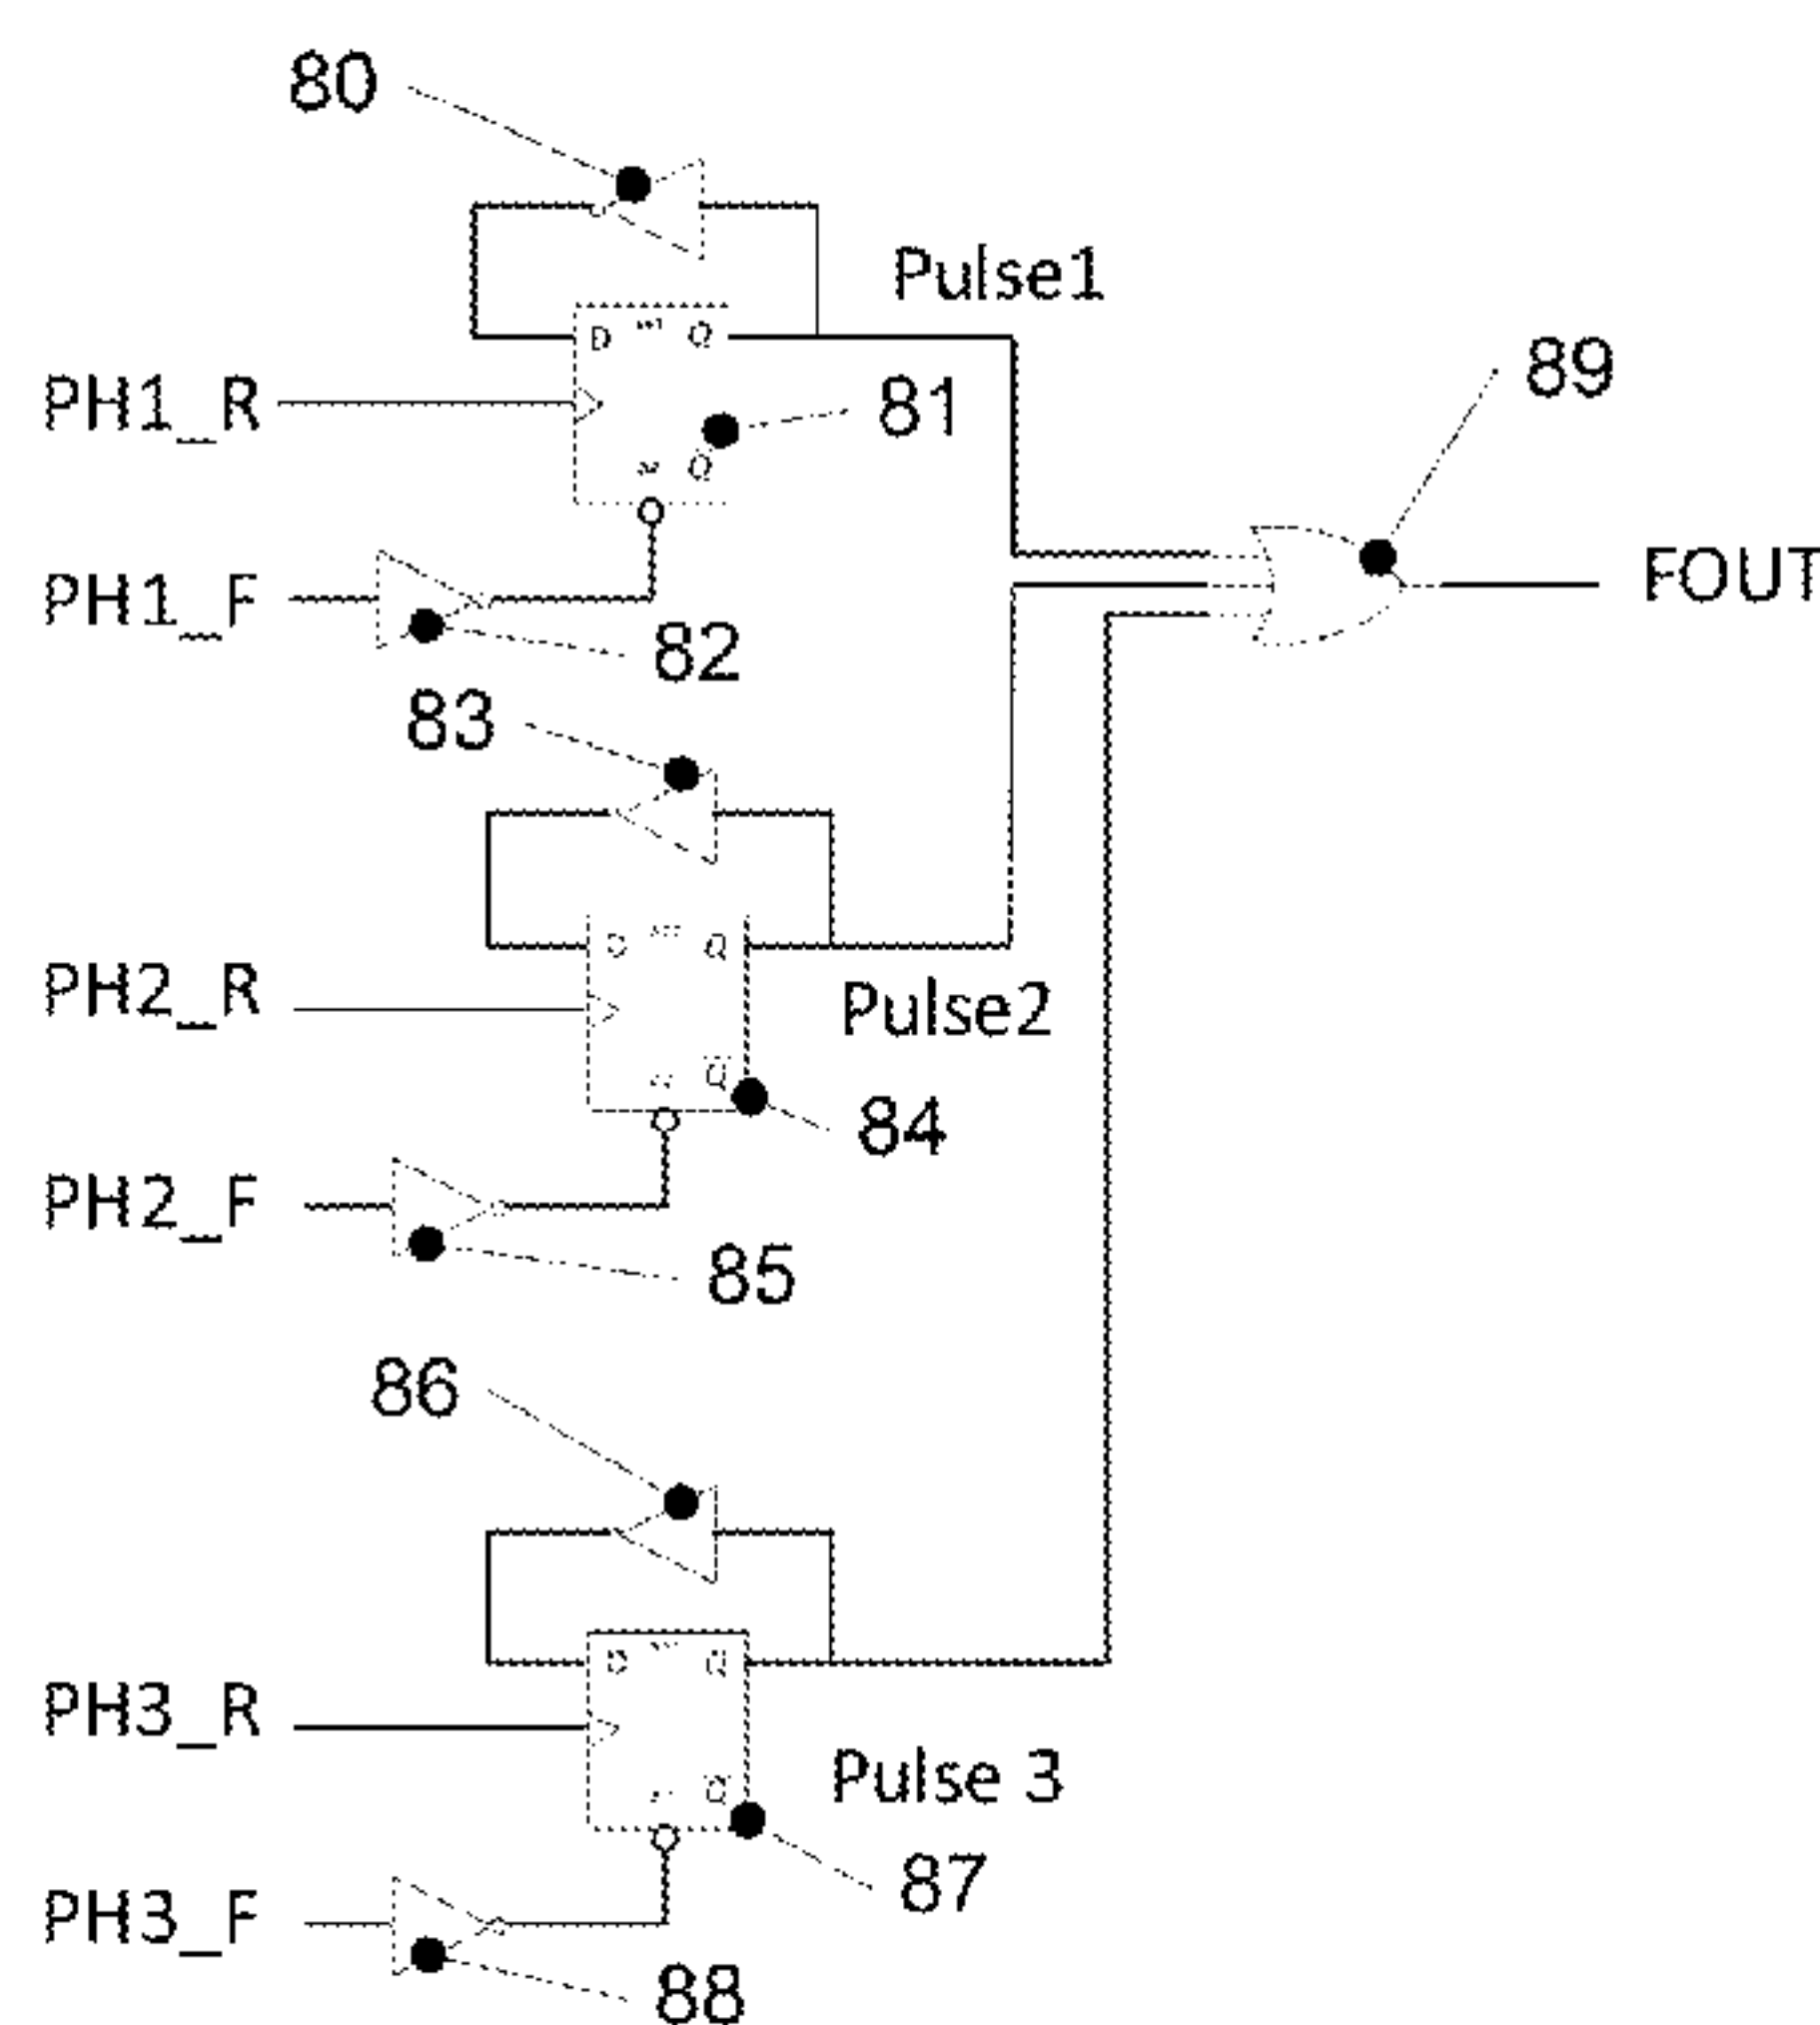 80
Pulse1
D Q
PH1_R
81
89
Q
PH1_F
FOUT
82
83
D Q
PH2_R
Pulse2
Q
84
PH2_F
85
86
D Q
PH3_R
Pulse 3
Q
87
PH3_F
88